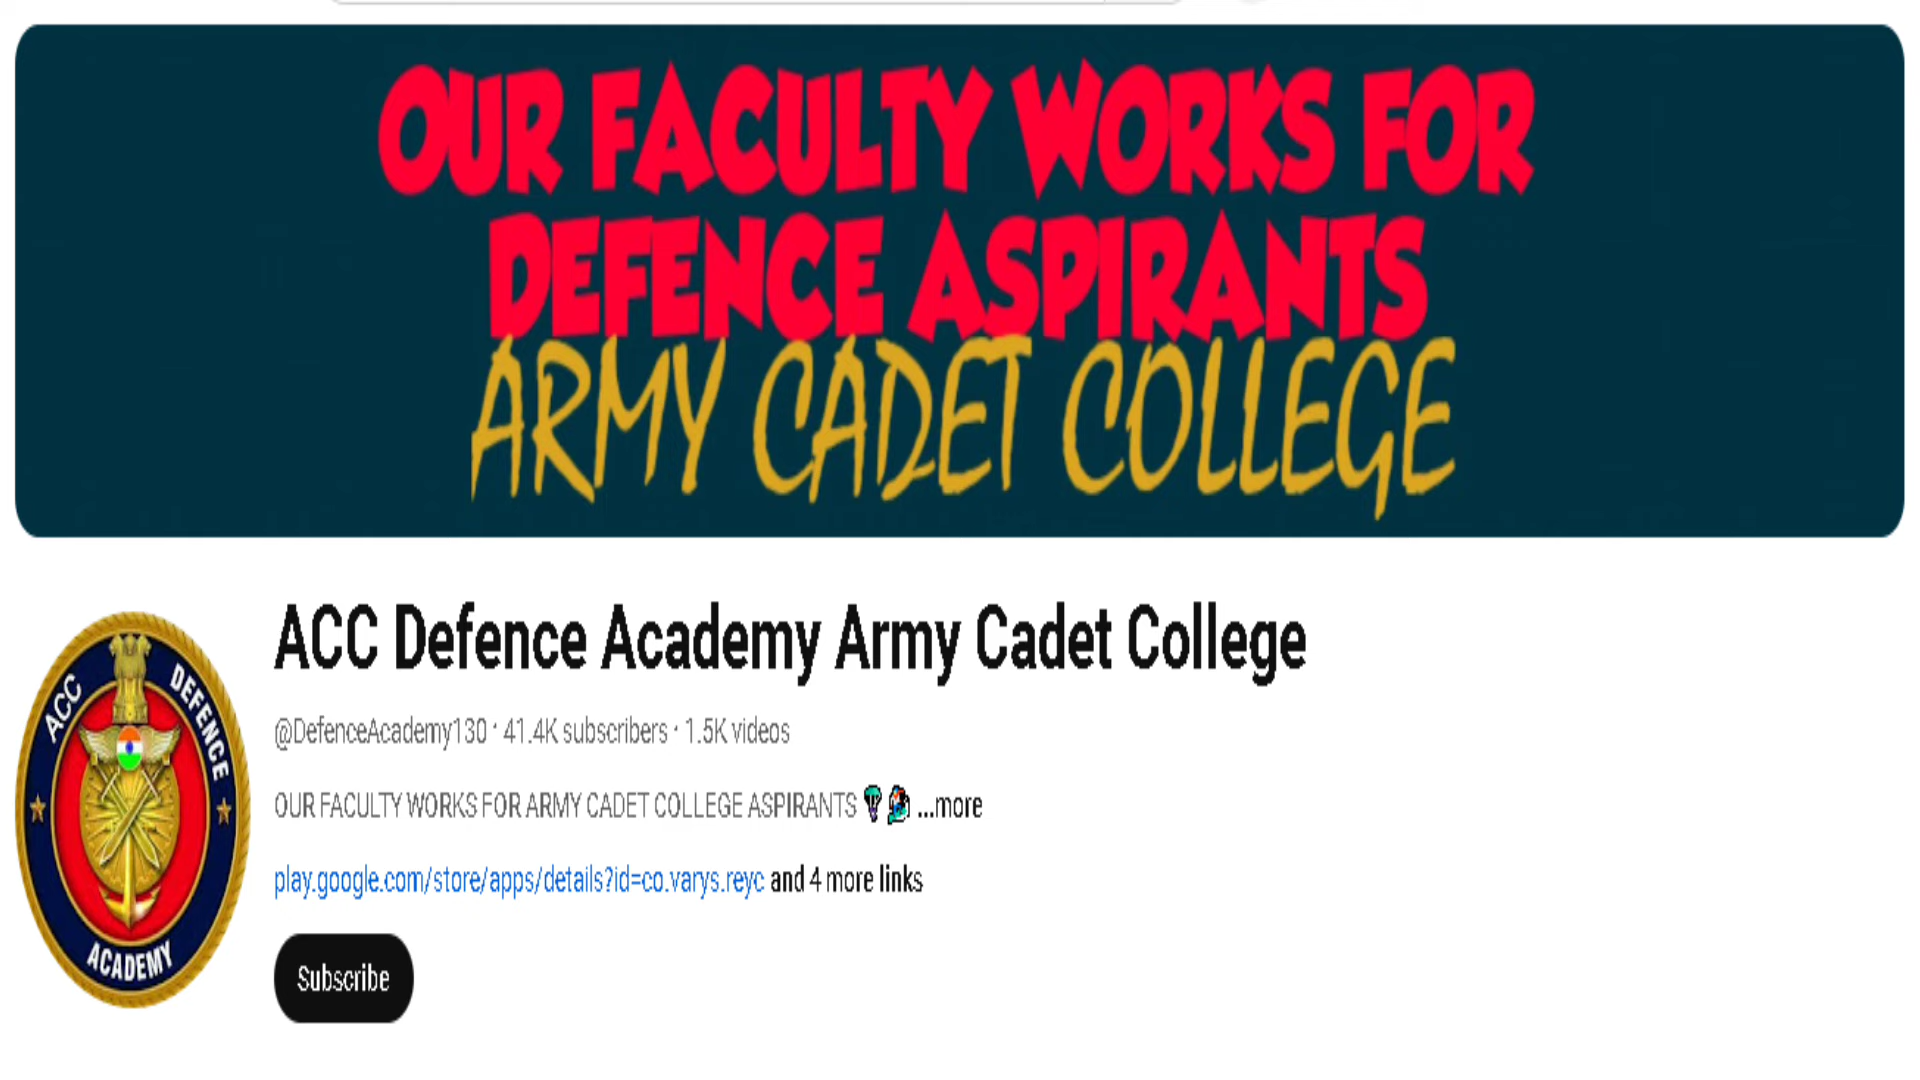 OUR FACULTY WORKS FOR
DEFENCE ASPIRANTS
ARMY CADET COLLEGE
ACC Defence Academy Army Cadet College
@DefenceAcademy130 · 41.4K subscribers · 1.5K videos
OUR FACULTY WORKS FOR ARMY CADET COLLEGE ASPIRANTS ...more
play.google.com/store/apps/details?id=co.varys.reyc and 4 more links
Subscribe
ACC DEFENCE
ACADEMY